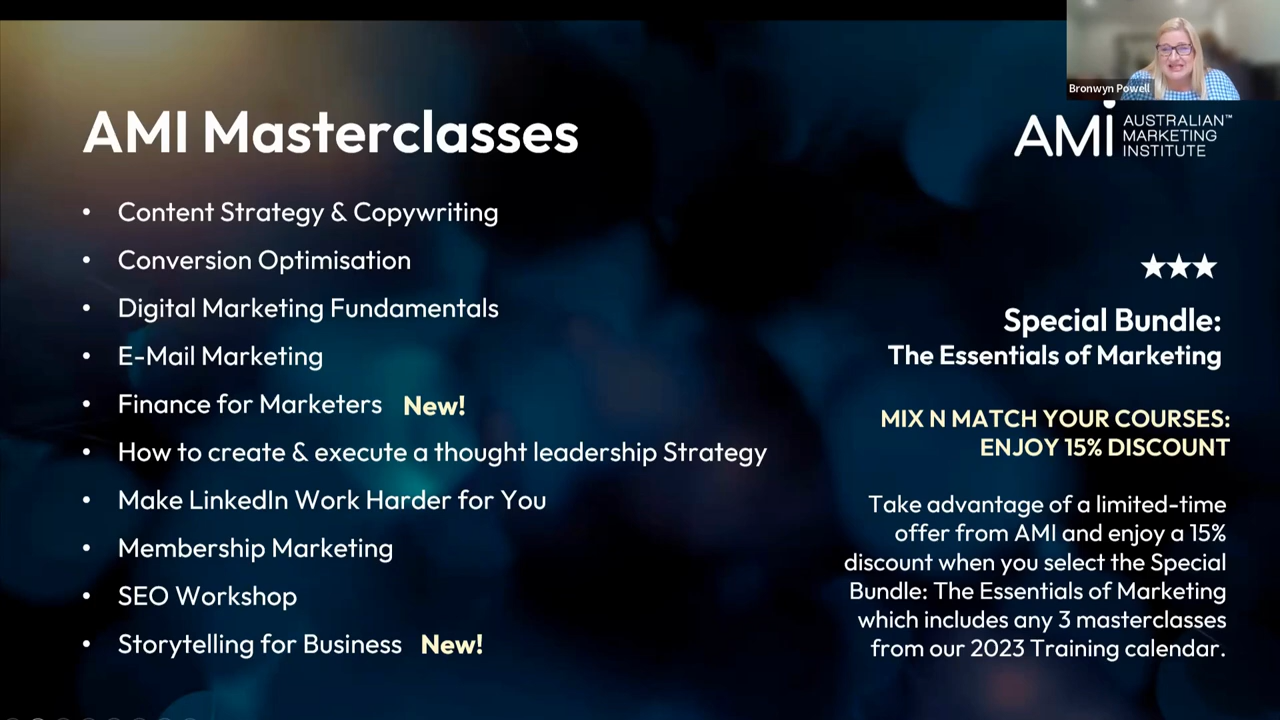 Bronwyn Powell
AMI Masterclasses
AMI AUSTRALIAN™
MARKETING
INSTITUTE
• Content Strategy & Copywriting
• Conversion Optimisation
• Digital Marketing Fundamentals
• E-Mail Marketing
• Finance for Marketers New!
• How to create & execute a thought leadership Strategy
• Make LinkedIn Work Harder for You
• Membership Marketing
• SEO Workshop
• Storytelling for Business New!
★★★
Special Bundle:
The Essentials of Marketing
MIX N MATCH YOUR COURSES:
ENJOY 15% DISCOUNT
Take advantage of a limited-time
offer from AMI and enjoy a 15%
discount when you select the Special
Bundle: The Essentials of Marketing
which includes any 3 masterclasses
from our 2023 Training calendar.